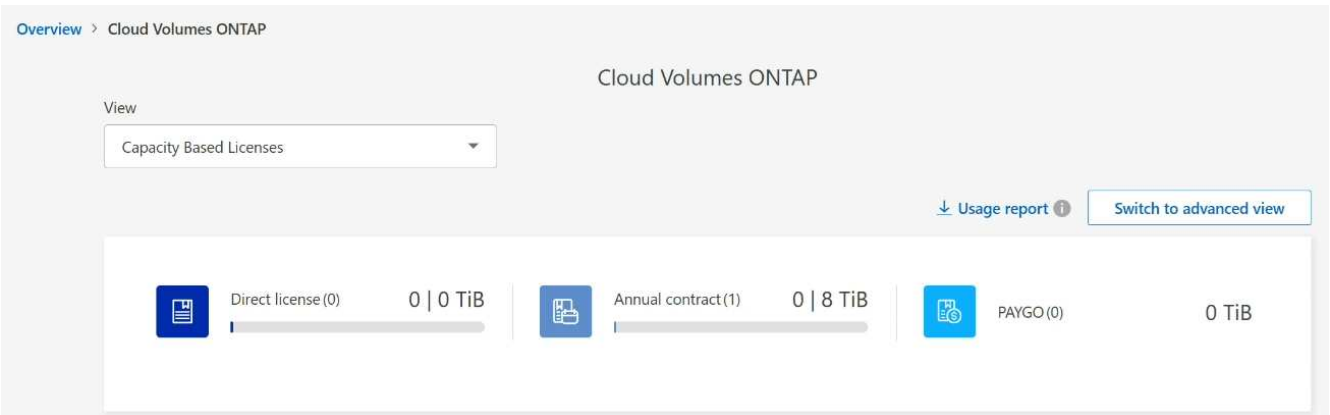 Overview > Cloud Volumes ONTAP
Cloud Volumes ONTAP
View
Capacity Based Licenses
Usage report
Switch to advanced view
Direct license (0) 0 | 0 TiB
Annual contract (1) 0 | 8 TiB
PAYGO (0) 0 TiB